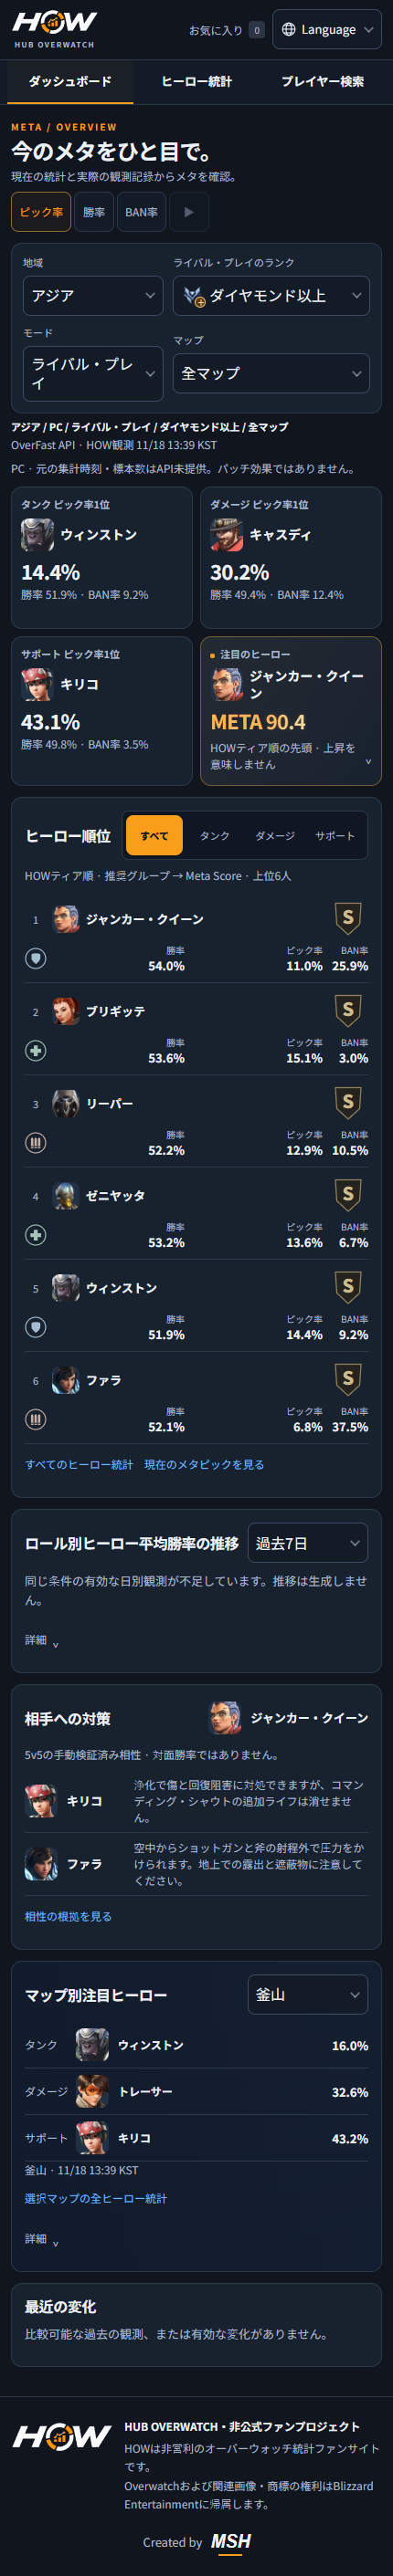 HOW
HUB OVERWATCH
お気に入り 0
Language
ダッシュボード ヒーロー統計 プレイヤー検索
META / OVERVIEW
今のメタをひと目で。
現在の統計と実際の観測記録からメタを確認。
ピック率 勝率 BAN率
地域 ライバル・プレイのランク
アジア ダイヤモンド以上
モード マップ
ライバル・プレ
イ
全マップ
アジア / PC / ライバル・プレイ / ダイヤモンド以上 / 全マップ
OverFast API · HOW観測 11/18 13:39 KST
PC · 元の集計時刻・標本数はAPI未提供。パッチ効果ではありません。
タンク ピック率1位
ウィンストン
14.4%
勝率 51.9% · BAN率 9.2%
ダメージ ピック率1位
キャスディ
30.2%
勝率 49.4% · BAN率 12.4%
サポート ピック率1位
キリコ
43.1%
勝率 49.8% · BAN率 3.5%
注目のヒーロー
ジャンカー・クイー
ン
META 90.4
HOWティア順の先頭 · 上昇を
意味しません
ヒーロー順位
すべて タンク ダメージ サポート
HOWティア順 · 推奨グループ → Meta Score · 上位6人
1 ジャンカー・クイーン S
勝率 ピック率 BAN率
54.0% 11.0% 25.9%
2 ブリギッテ S
勝率 ピック率 BAN率
53.6% 15.1% 3.0%
3 リーパー S
勝率 ピック率 BAN率
52.2% 12.9% 10.5%
4 ゼニヤッタ S
勝率 ピック率 BAN率
53.2% 13.6% 6.7%
5 ウィンストン S
勝率 ピック率 BAN率
51.9% 14.4% 9.2%
6 ファラ S
勝率 ピック率 BAN率
52.1% 6.8% 37.5%
すべてのヒーロー統計 現在のメタピックを見る
ロール別ヒーロー平均勝率の推移 過去7日
同じ条件の有効な日別観測が不足しています。推移は生成しませ
ん。
詳細
相手への対策 ジャンカー・クイーン
5v5の手動検証済み相性 · 対面勝率ではありません。
キリコ
浄化で傷と回復阻害に対処できますが、コマン
ディング・シャウトの追加ライフは消せませ
ん。
ファラ
空中からショットガンと斧の射程外で圧力をか
けられます。地上での露出と遮蔽物に注意して
ください。
相性の根拠を見る
マップ別注目ヒーロー 釜山
タンク ウィンストン 16.0%
ダメージ トレーサー 32.6%
サポート キリコ 43.2%
釜山 · 11/18 13:39 KST
選択マップの全ヒーロー統計
詳細
最近の変化
比較可能な過去の観測、または有効な変化がありません。
HOW
HUB OVERWATCH · 非公式ファンプロジェクト
HOWは非営利のオーバーウォッチ統計ファンサイト
です。
Overwatchおよび関連画像・商標の権利はBlizzard
Entertainmentに帰属します。
Created by MSH